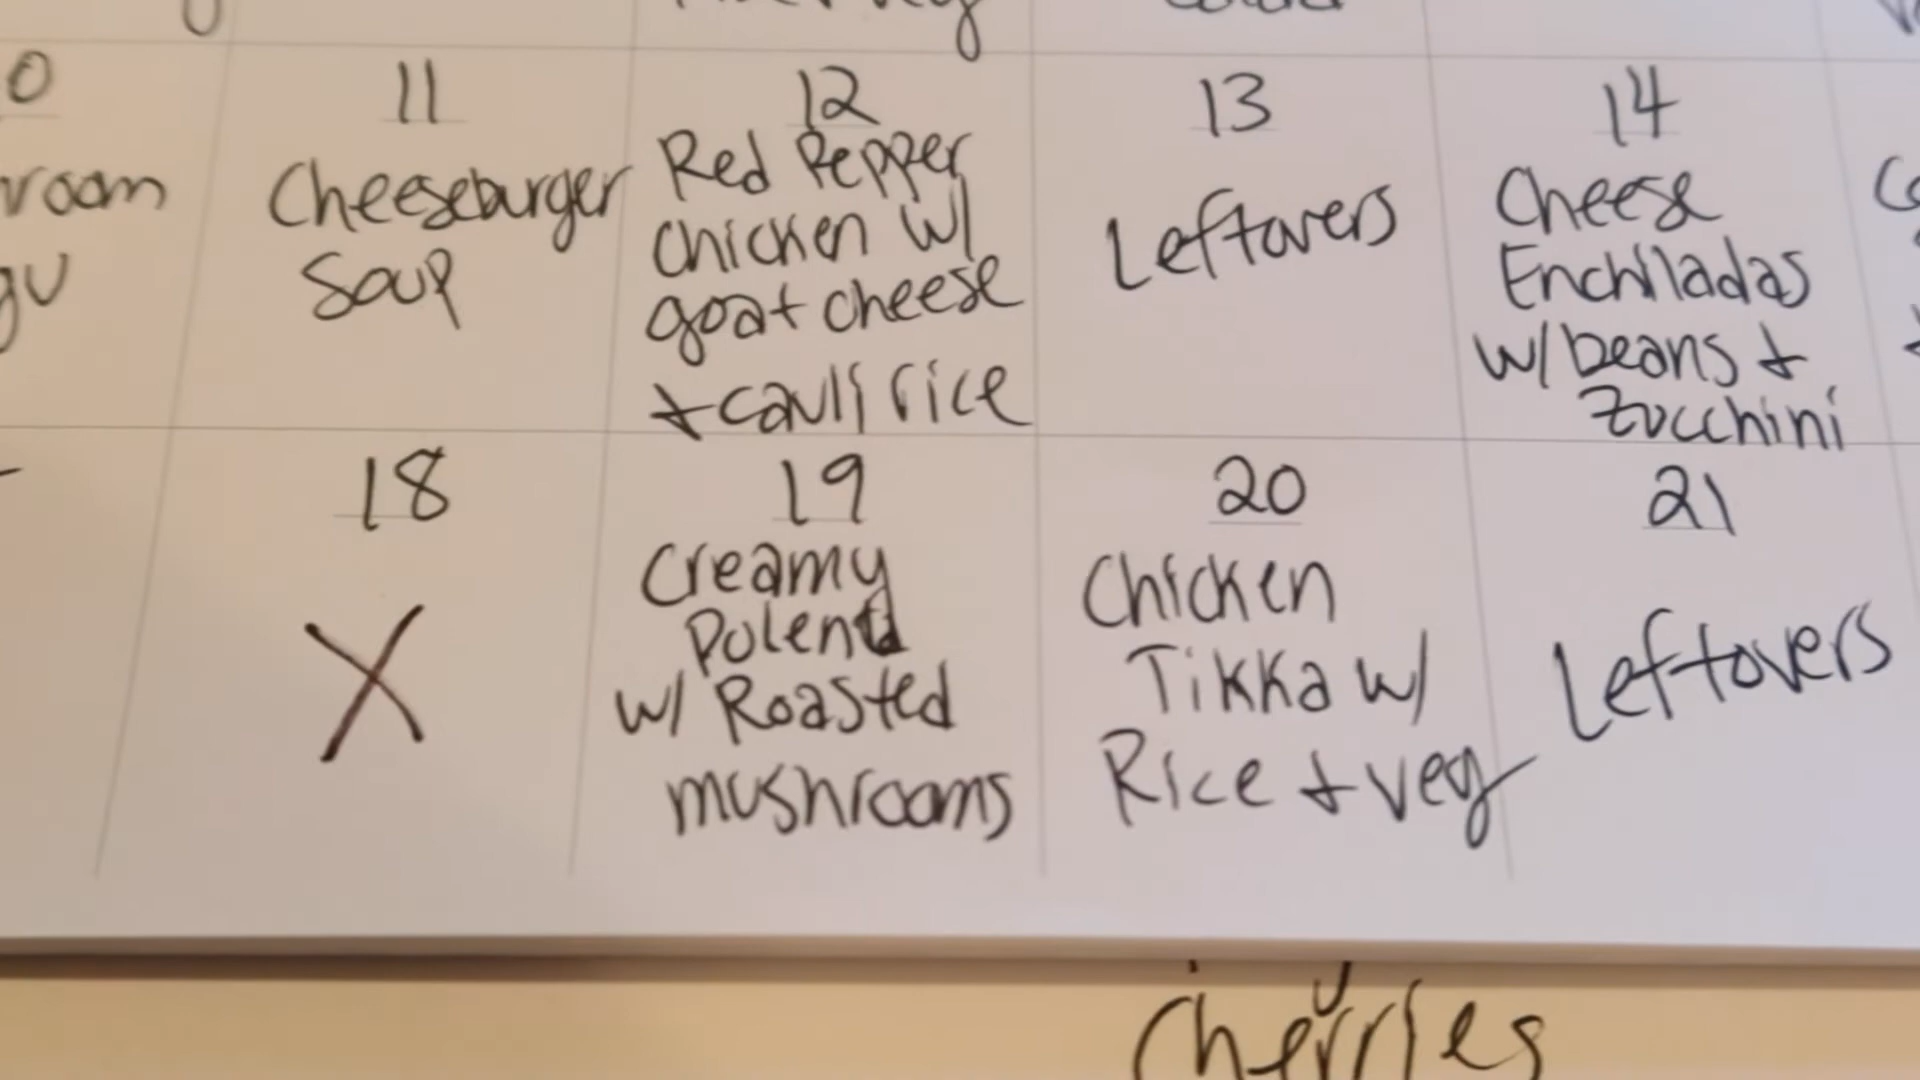 11
Cheeseburger
Soup
12
Red Pepper
chicken w/
goat cheese
+ cauli rice
13
Leftovers
14
Cheese
Enchiladas
w/ beans +
Zucchini
18
X
19
Creamy
Polenta
w/ Roasted
mushrooms
20
Chicken
Tikka w/
Rice + veg
21
Leftovers
cherries